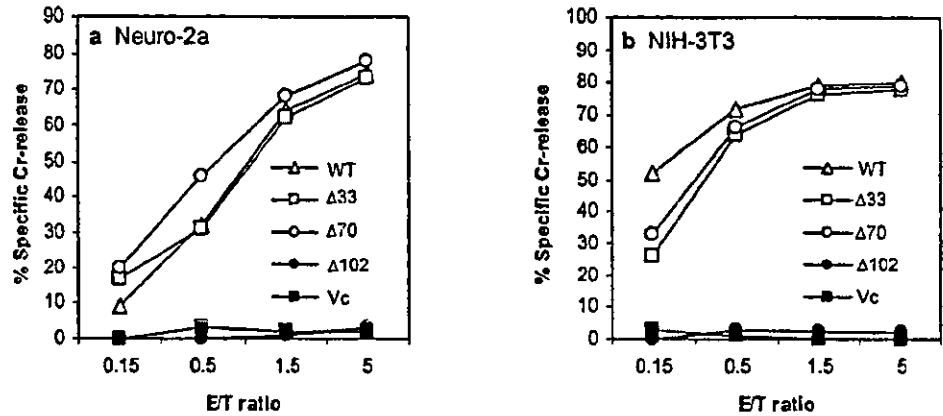 a Neuro-2a
% Specific Cr-release
90
80
70
60
50
40
30
20
10
0
WT
Δ33
Δ70
Δ102
Vc
0.15 0.5 1.5 5
E/T ratio
b NIH-3T3
% Specific Cr-release
100
90
80
70
60
50
40
30
20
10
0
WT
Δ33
Δ70
Δ102
Vc
0.15 0.5 1.5 5
E/T ratio